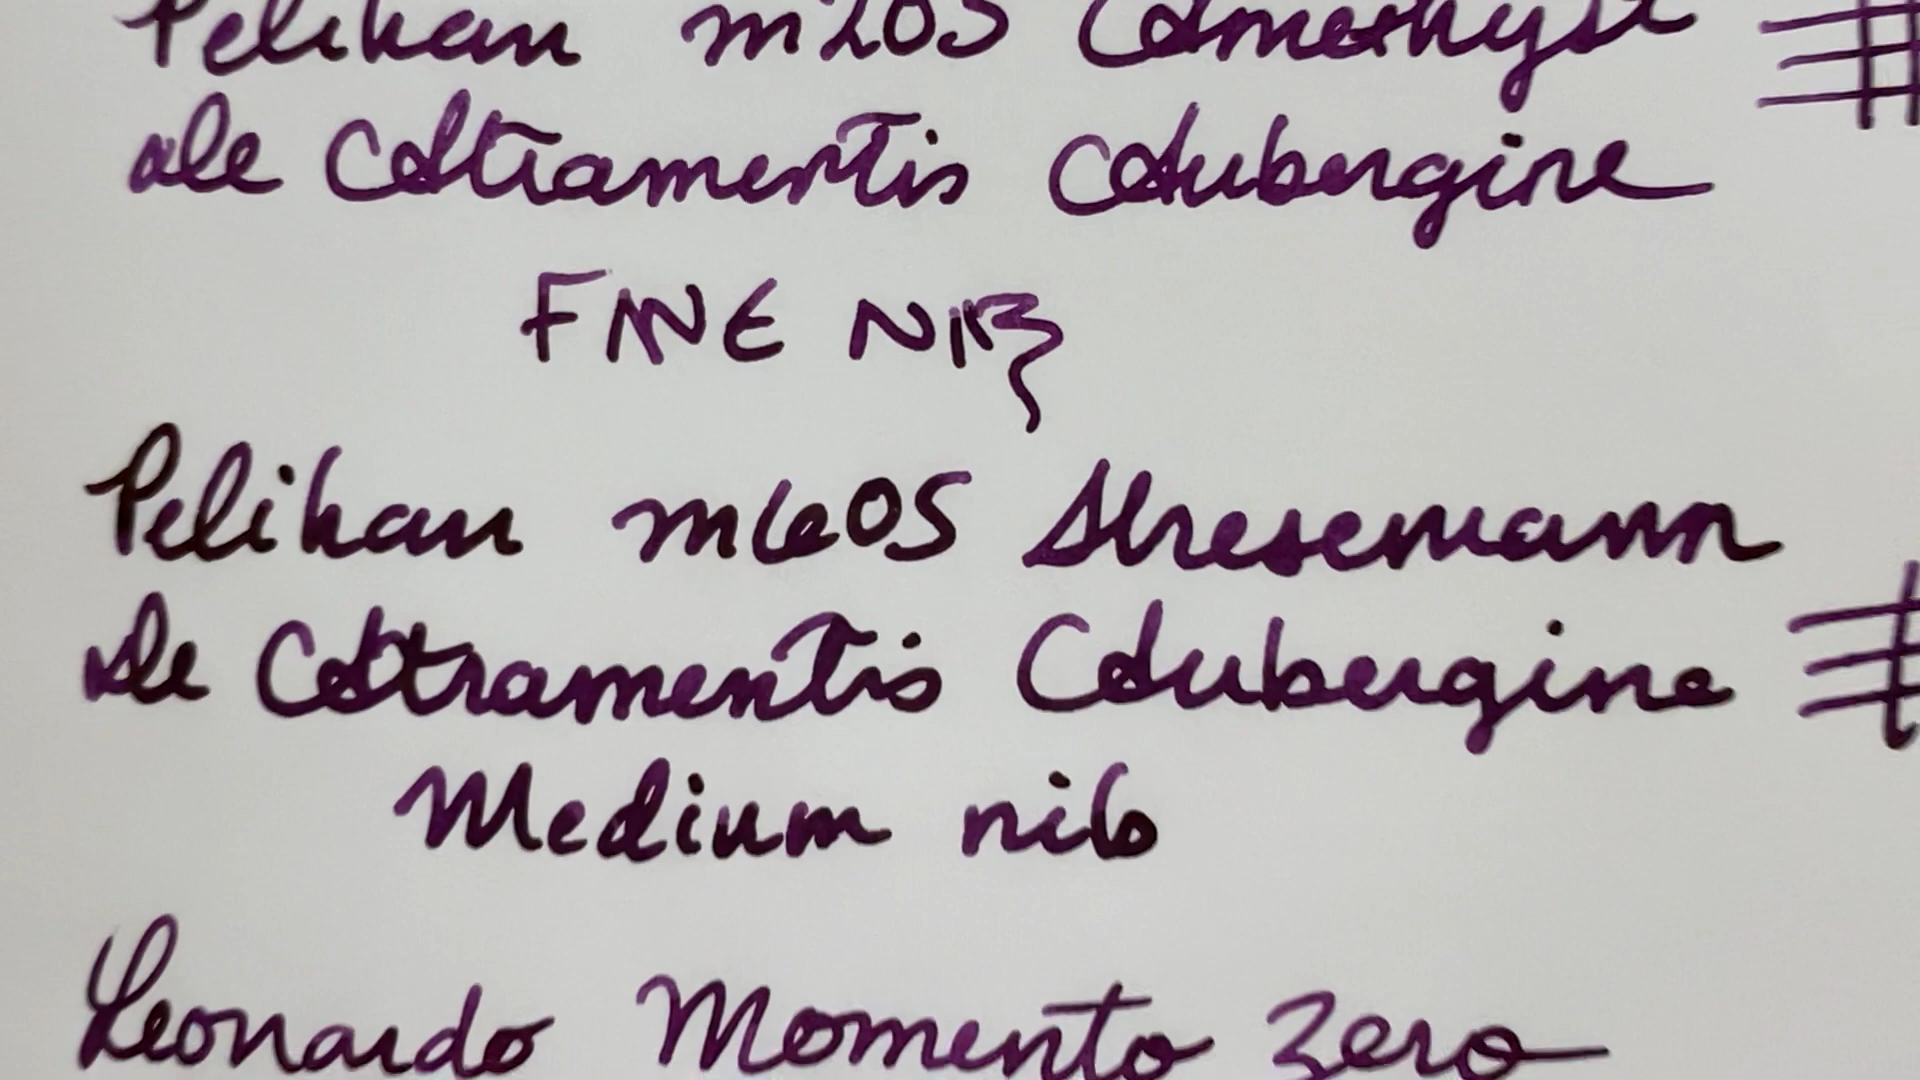 Pelikan m205 Amethyst
De Atramentis Aubergine
FINE NIB
Pelikan m605 Stresemann
De Atramentis Aubergine
Medium nib
Leonardo Momento Zero